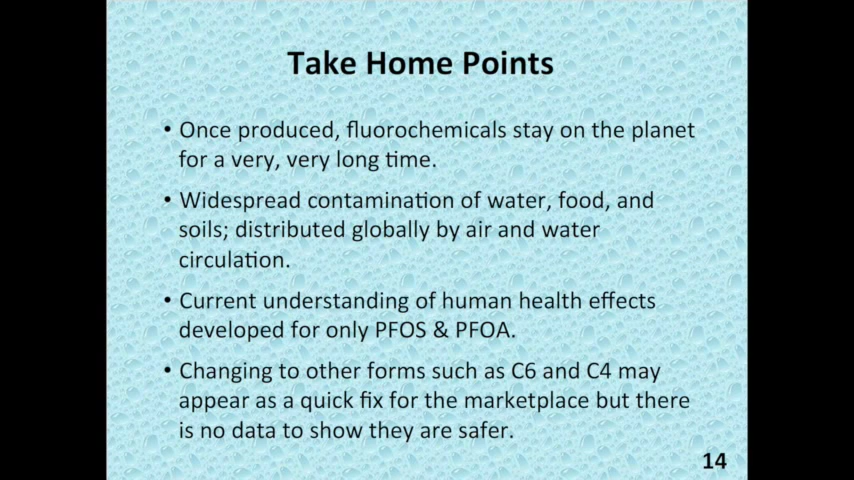 Take Home Points
• Once produced, fluorochemicals stay on the planet
for a very, very long time.
• Widespread contamination of water, food, and
soils; distributed globally by air and water
circulation.
• Current understanding of human health effects
developed for only PFOS & PFOA.
• Changing to other forms such as C6 and C4 may
appear as a quick fix for the marketplace but there
is no data to show they are safer.
14